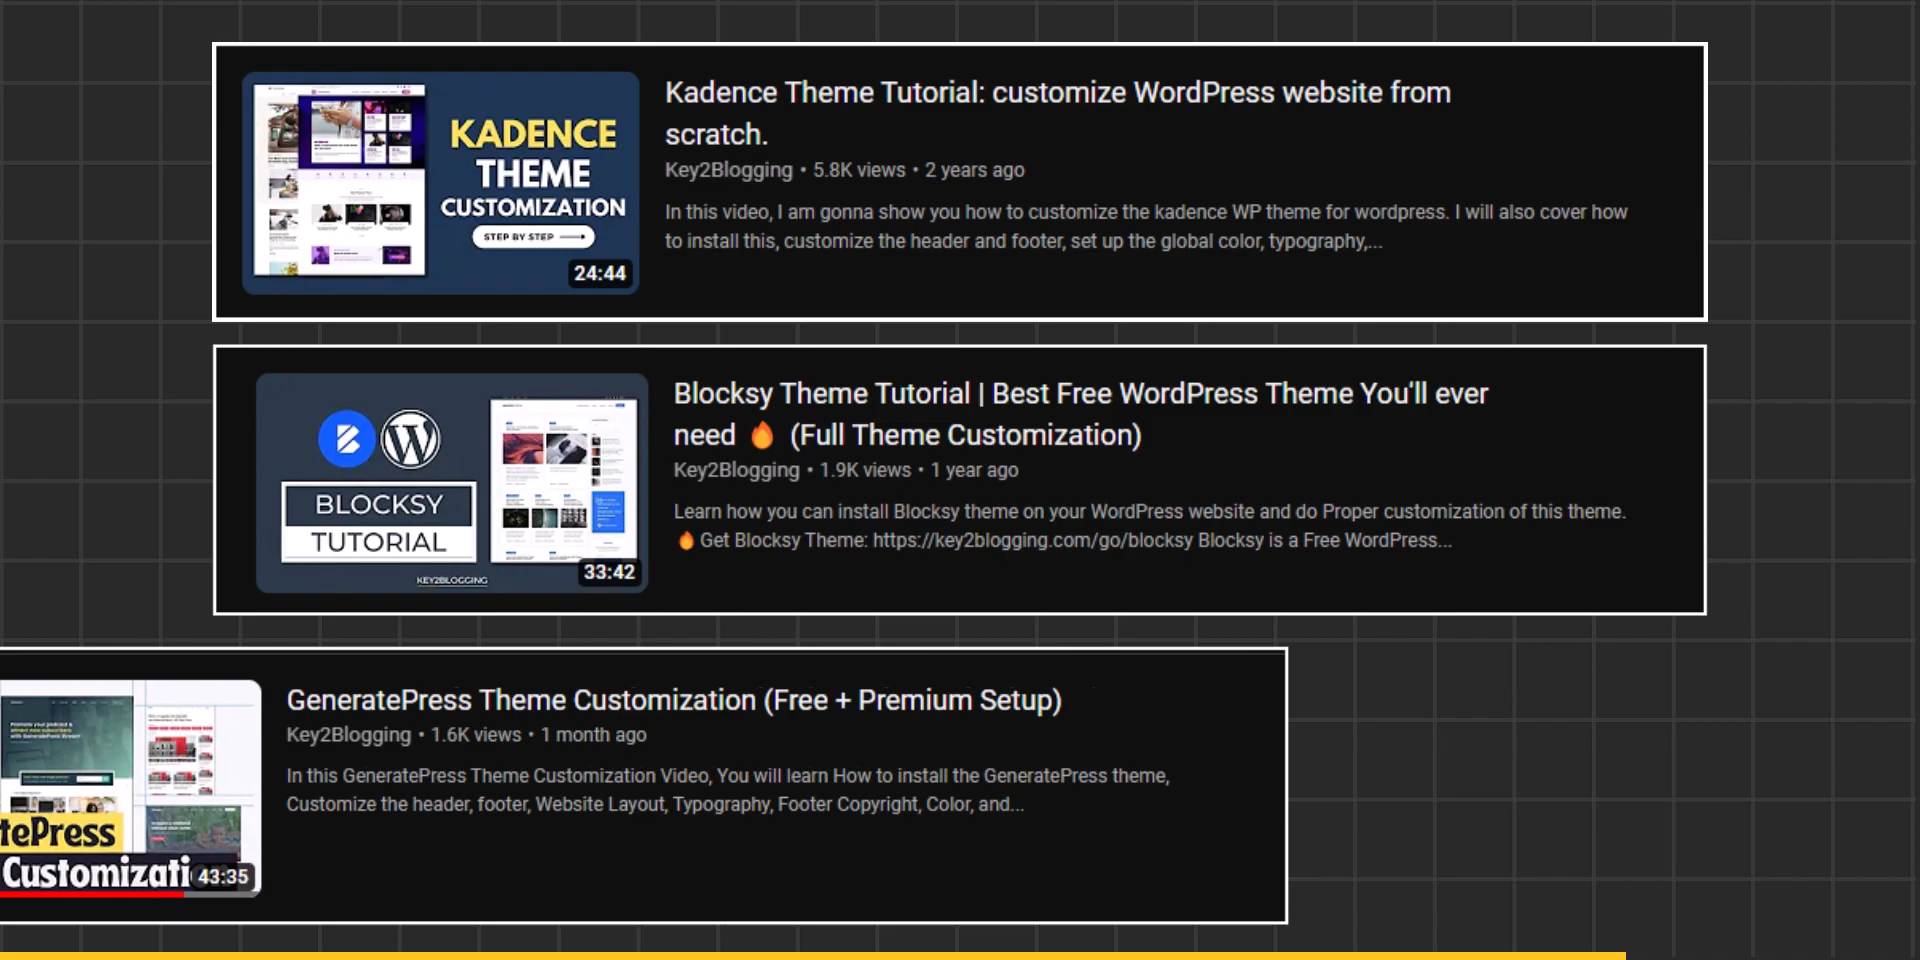 KADENCE
THEME
CUSTOMIZATION
STEP BY STEP
24:44
Kadence Theme Tutorial: customize WordPress website from
scratch.
Key2Blogging • 5.8K views • 2 years ago
In this video, I am gonna show you how to customize the kadence WP theme for wordpress. I will also cover how
to install this, customize the header and footer, set up the global color, typography,...
BLOCKSY
TUTORIAL
KEY2BLOGGING
33:42
Blocksy Theme Tutorial | Best Free WordPress Theme You'll ever
need 🔥 (Full Theme Customization)
Key2Blogging • 1.9K views • 1 year ago
Learn how you can install Blocksy theme on your WordPress website and do Proper customization of this theme.
🔥 Get Blocksy Theme: https://key2blogging.com/go/blocksy Blocksy is a Free WordPress...
tePress
Customizati
43:35
GeneratePress Theme Customization (Free + Premium Setup)
Key2Blogging • 1.6K views • 1 month ago
In this GeneratePress Theme Customization Video, You will learn How to install the GeneratePress theme,
Customize the header, footer, Website Layout, Typography, Footer Copyright, Color, and...